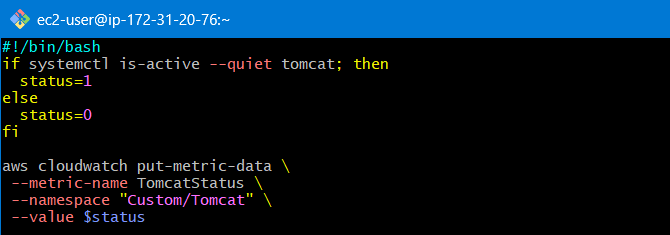 ec2-user@ip-172-31-20-76:~
#!/bin/bash
if systemctl is-active --quiet tomcat; then
  status=1
else
  status=0
fi

aws cloudwatch put-metric-data \
 --metric-name TomcatStatus \
 --namespace "Custom/Tomcat" \
 --value $status